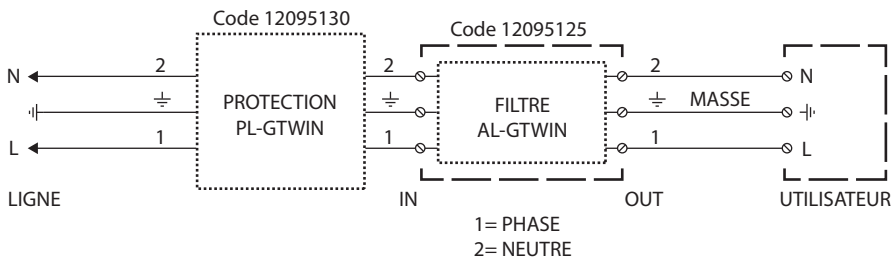 Code 12095130
Code 12095125
N 2 2 2 N
PROTECTION
PL-GTWIN
FILTRE
AL-GTWIN
MASSE
L 1 1 1 L
LIGNE IN OUT UTILISATEUR
1= PHASE
2= NEUTRE